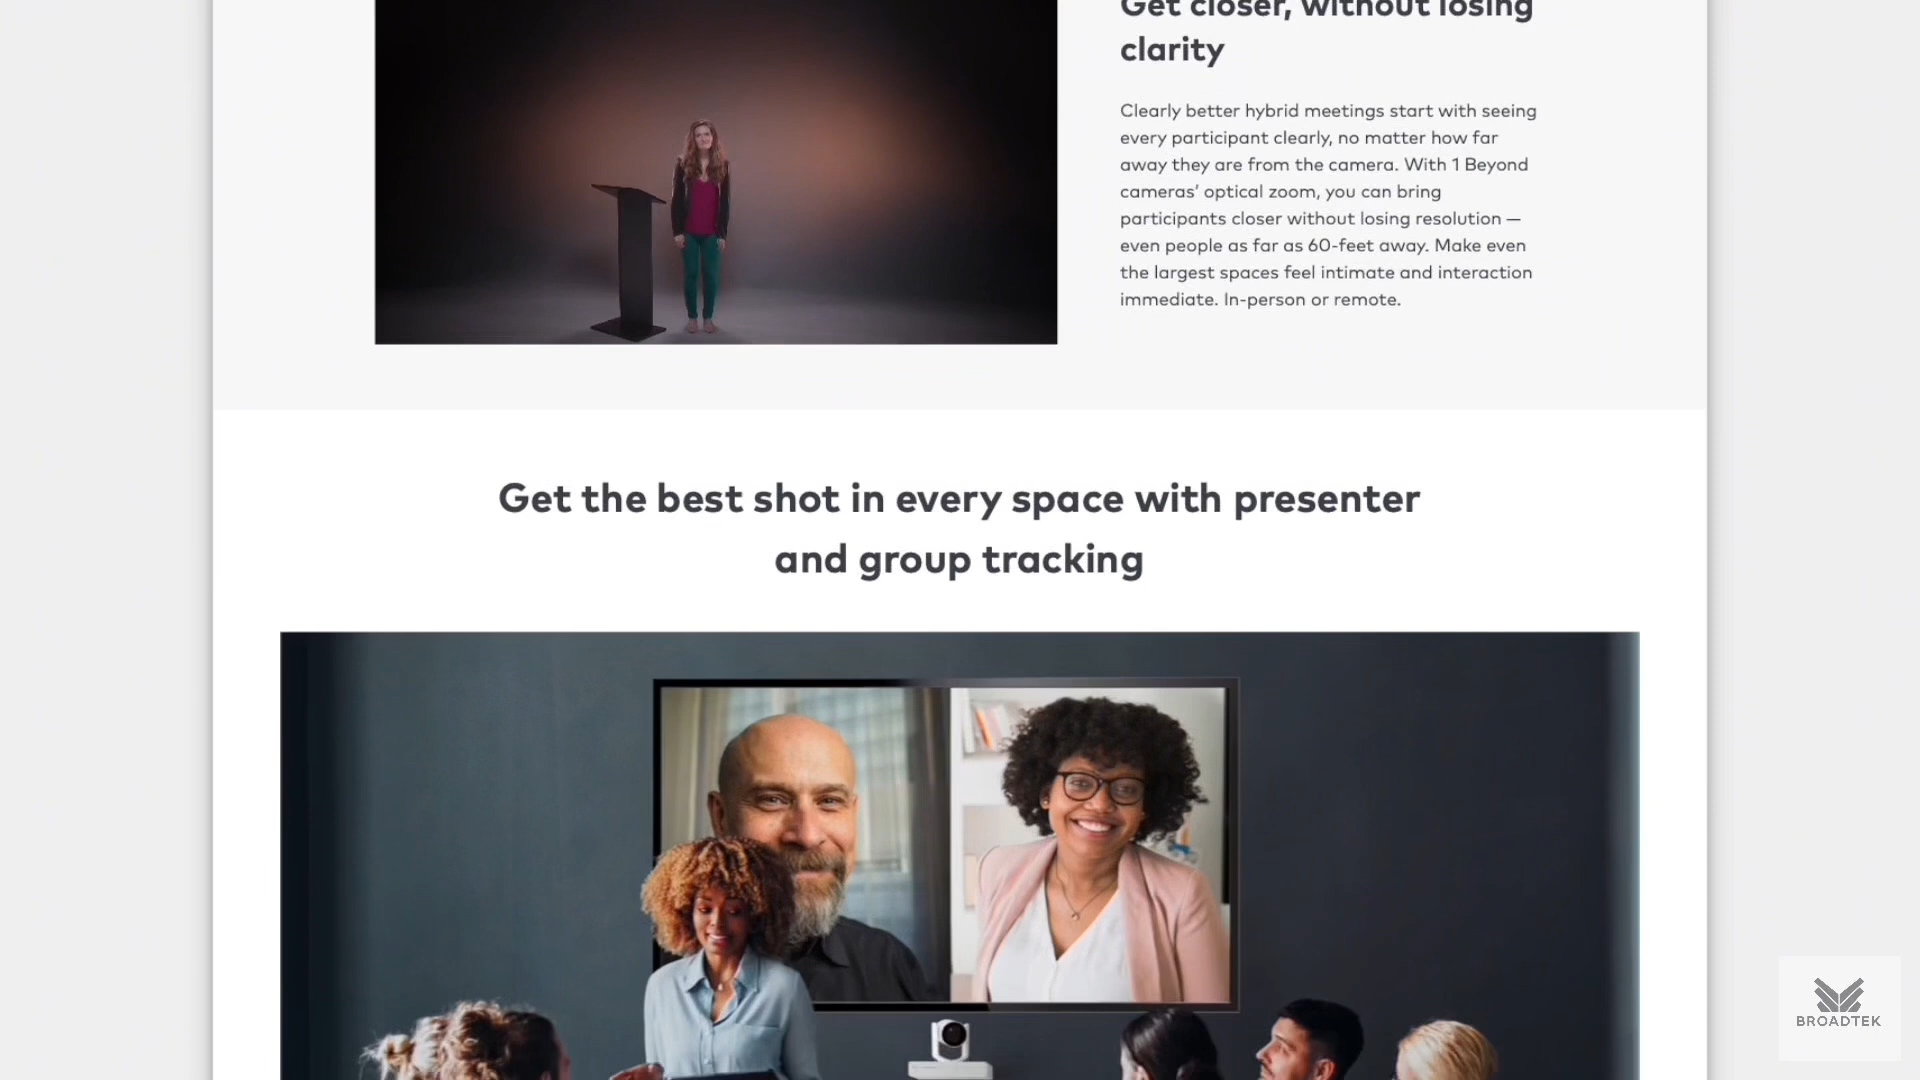 Get closer, without losing
clarity
Clearly better hybrid meetings start with seeing
every participant clearly, no matter how far
away they are from the camera. With 1 Beyond
cameras’ optical zoom, you can bring
participants closer without losing resolution —
even people as far as 60-feet away. Make even
the largest spaces feel intimate and interaction
immediate. In-person or remote.
Get the best shot in every space with presenter
and group tracking
BROADTEK